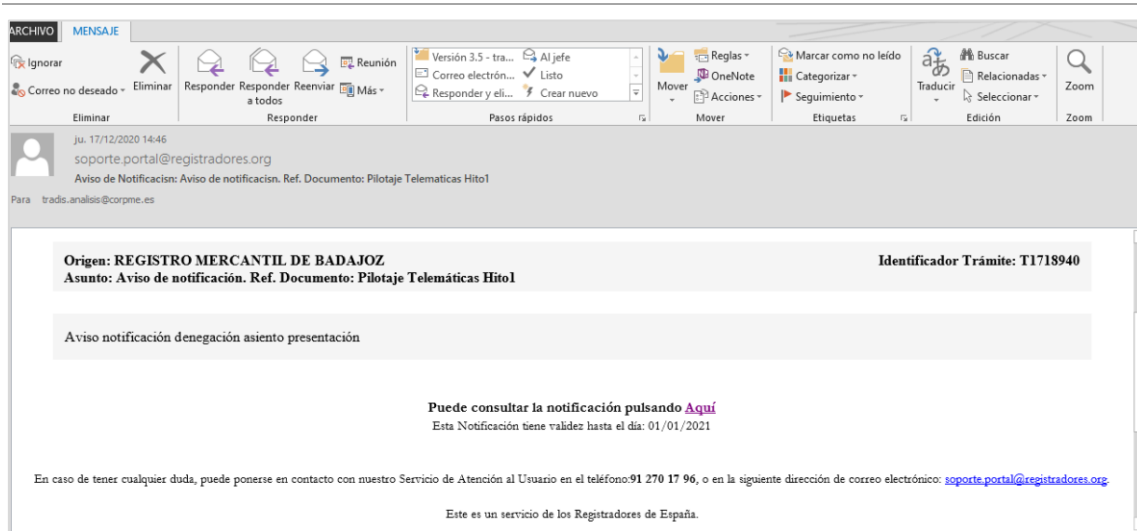 ARCHIVO MENSAJE
Ignorar
Correo no deseado
Eliminar
Eliminar
Responder Responder a todos Reenviar
Reunión
Más
Responder
Versión 3.5 - tra... Al jefe
Correo electrón... Listo
Responder y eli... Crear nuevo
Pasos rápidos
Mover
Reglas
OneNote
Acciones
Mover
Marcar como no leído
Categorizar
Seguimiento
Etiquetas
Traducir
Buscar
Relacionadas
Seleccionar
Edición
Zoom
Zoom
ju. 17/12/2020 14:46
soporte.portal@registradores.org
Aviso de Notificacisn: Aviso de notificacisn. Ref. Documento: Pilotaje Telematicas Hito1
Para tradis.analisis@corpme.es
Origen: REGISTRO MERCANTIL DE BADAJOZ Identificador Trámite: T1718940
Asunto: Aviso de notificación. Ref. Documento: Pilotaje Telemáticas Hito1
Aviso notificación denegación asiento presentación
Puede consultar la notificación pulsando Aquí
Esta Notificación tiene validez hasta el día: 01/01/2021
En caso de tener cualquier duda, puede ponerse en contacto con nuestro Servicio de Atención al Usuario en el teléfono:91 270 17 96, o en la siguiente dirección de correo electrónico: soporte.portal@registradores.org.
Este es un servicio de los Registradores de España.